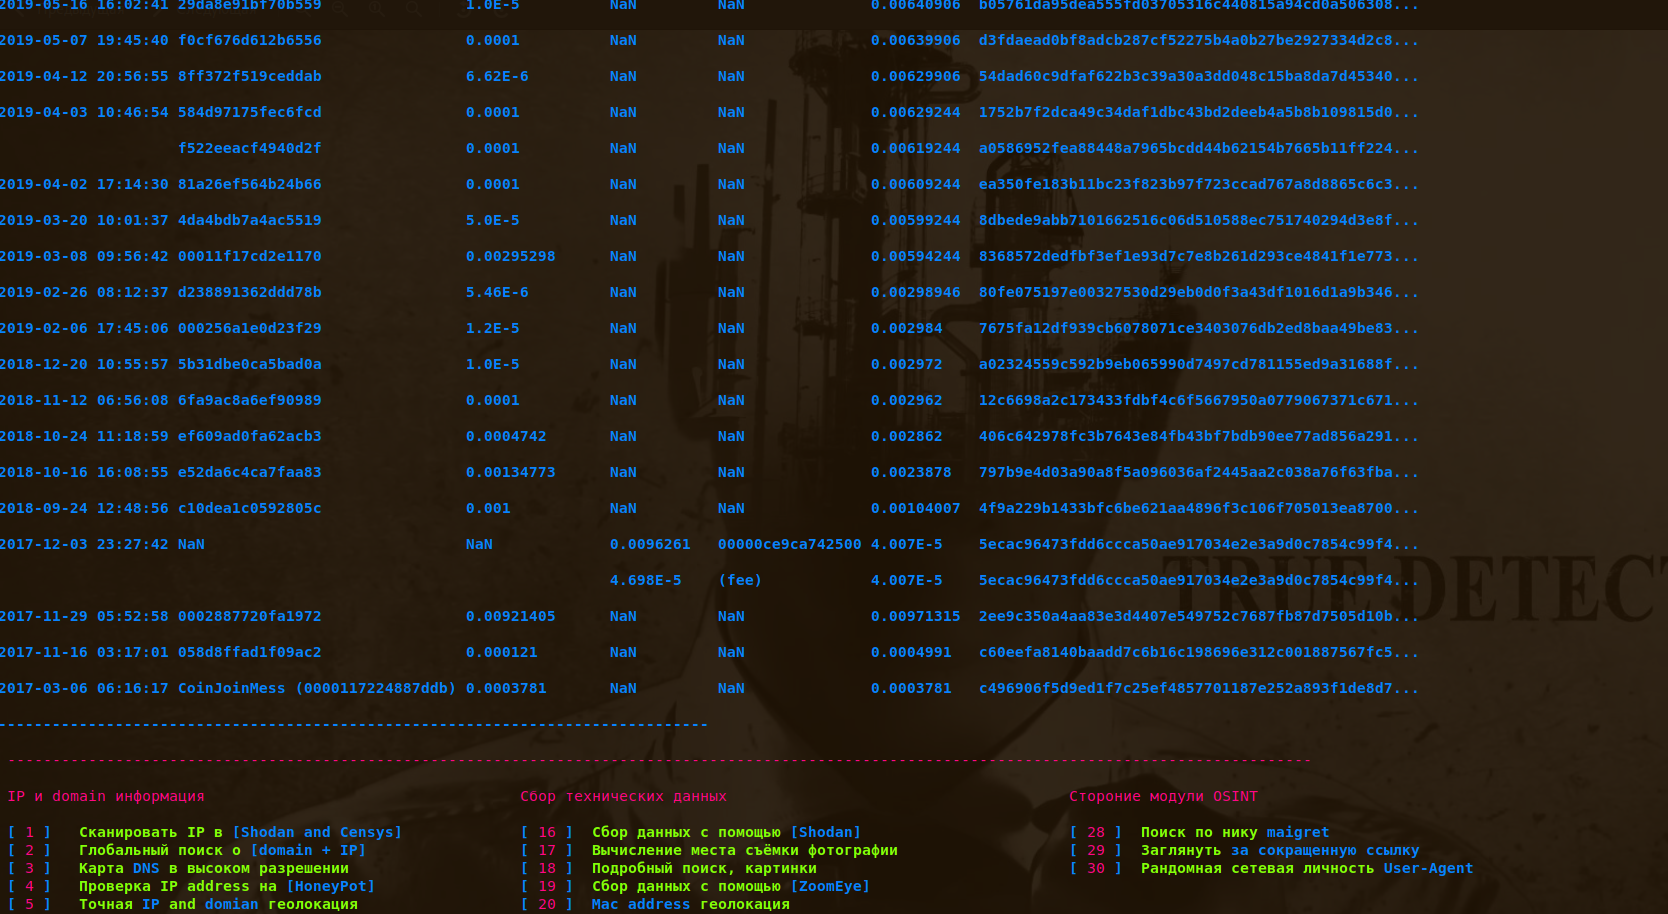 2019-05-16 16:02:41 29da8e91bf70b559 1.0E-5 NaN NaN 0.00640906 b05761da95dea555fd03705316c440815a94cd0a506308...
2019-05-07 19:45:40 f0cf676d612b6556 0.0001 NaN NaN 0.00639906 d3fdaead0bf8adcb287cf52275b4a0b27be2927334d2c8...
2019-04-12 20:56:55 8ff372f519ceddab 6.62E-6 NaN NaN 0.00629906 54dad60c9dfaf622b3c39a30a3dd048c15ba8da7d45340...
2019-04-03 10:46:54 584d97175fec6fcd 0.0001 NaN NaN 0.00629244 1752b7f2dca49c34daf1dbc43bd2deeb4a5b8b109815d0...
f522eeacf4940d2f 0.0001 NaN NaN 0.00619244 a0586952fea88448a7965bcdd44b62154b7665b11ff224...
2019-04-02 17:14:30 81a26ef564b24b66 0.0001 NaN NaN 0.00609244 ea350fe183b11bc23f823b97f723ccad767a8d8865c6c3...
2019-03-20 10:01:37 4da4bdb7a4ac5519 5.0E-5 NaN NaN 0.00599244 8dbede9abb7101662516c06d510588ec751740294d3e8f...
2019-03-08 09:56:42 00011f17cd2e1170 0.00295298 NaN NaN 0.00594244 8368572dedfbf3ef1e93d7c7e8b261d293ce4841f1e773...
2019-02-26 08:12:37 d238891362ddd78b 5.46E-6 NaN NaN 0.00298946 80fe075197e00327530d29eb0d0f3a43df1016d1a9b346...
2019-02-06 17:45:06 000256a1e0d23f29 1.2E-5 NaN NaN 0.002984 7675fa12df939cb6078071ce3403076db2ed8baa49be83...
2018-12-20 10:55:57 5b31dbe0ca5bad0a 1.0E-5 NaN NaN 0.002972 a02324559c592b9eb065990d7497cd781155ed9a31688f...
2018-11-12 06:56:08 6fa9ac8a6ef90989 0.0001 NaN NaN 0.002962 12c6698a2c173433fdbf4c6f5667950a0779067371c671...
2018-10-24 11:18:59 ef609ad0fa62acb3 0.0004742 NaN NaN 0.002862 406c642978fc3b7643e84fb43bf7bdb90ee77ad856a291...
2018-10-16 16:08:55 e52da6c4ca7faa83 0.00134773 NaN NaN 0.0023878 797b9e4d03a90a8f5a096036af2445aa2c038a76f63fba...
2018-09-24 12:48:56 c10dea1c0592805c 0.001 NaN NaN 0.00104007 4f9a229b1433bfc6be621aa4896f3c106f705013ea8700...
2017-12-03 23:27:42 NaN NaN 0.0096261 00000ce9ca742500 4.007E-5 5ecac96473fdd6ccca50ae917034e2e3a9d0c7854c99f4...
4.698E-5 (fee) 4.007E-5 5ecac96473fdd6ccca50ae917034e2e3a9d0c7854c99f4...
TRUE DETECT
2017-11-29 05:52:58 0002887720fa1972 0.00921405 NaN NaN 0.00971315 2ee9c350a4aa83e3d4407e549752c7687fb87d7505d10b...
2017-11-16 03:17:01 058d8ffad1f09ac2 0.000121 NaN NaN 0.0004991 c60eefa8140baadd7c6b16c198696e312c001887567fc5...
2017-03-06 06:16:17 CoinJoinMess (0000117224887ddb) 0.0003781 NaN NaN 0.0003781 c496906f5d9ed1f7c25ef4857701187e252a893f1de8d7...
IP и domain информация Сбор технических данных Стороние модули OSINT
[ 1 ] Сканировать IP в [Shodan and Censys] [ 16 ] Сбор данных с помощью [Shodan] [ 28 ] Поиск по нику maigret
[ 2 ] Глобальный поиск о [domain + IP] [ 17 ] Вычисление места съёмки фотографии [ 29 ] Заглянуть за сокращенную ссылку
[ 3 ] Карта DNS в высоком разрешении [ 18 ] Подробный поиск, картинки [ 30 ] Рандомная сетевая личность User-Agent
[ 4 ] Проверка IP address на [HoneyPot] [ 19 ] Сбор данных с помощью [ZoomEye]
[ 5 ] Точная IP and domian геолокация [ 20 ] Mac address геолокация